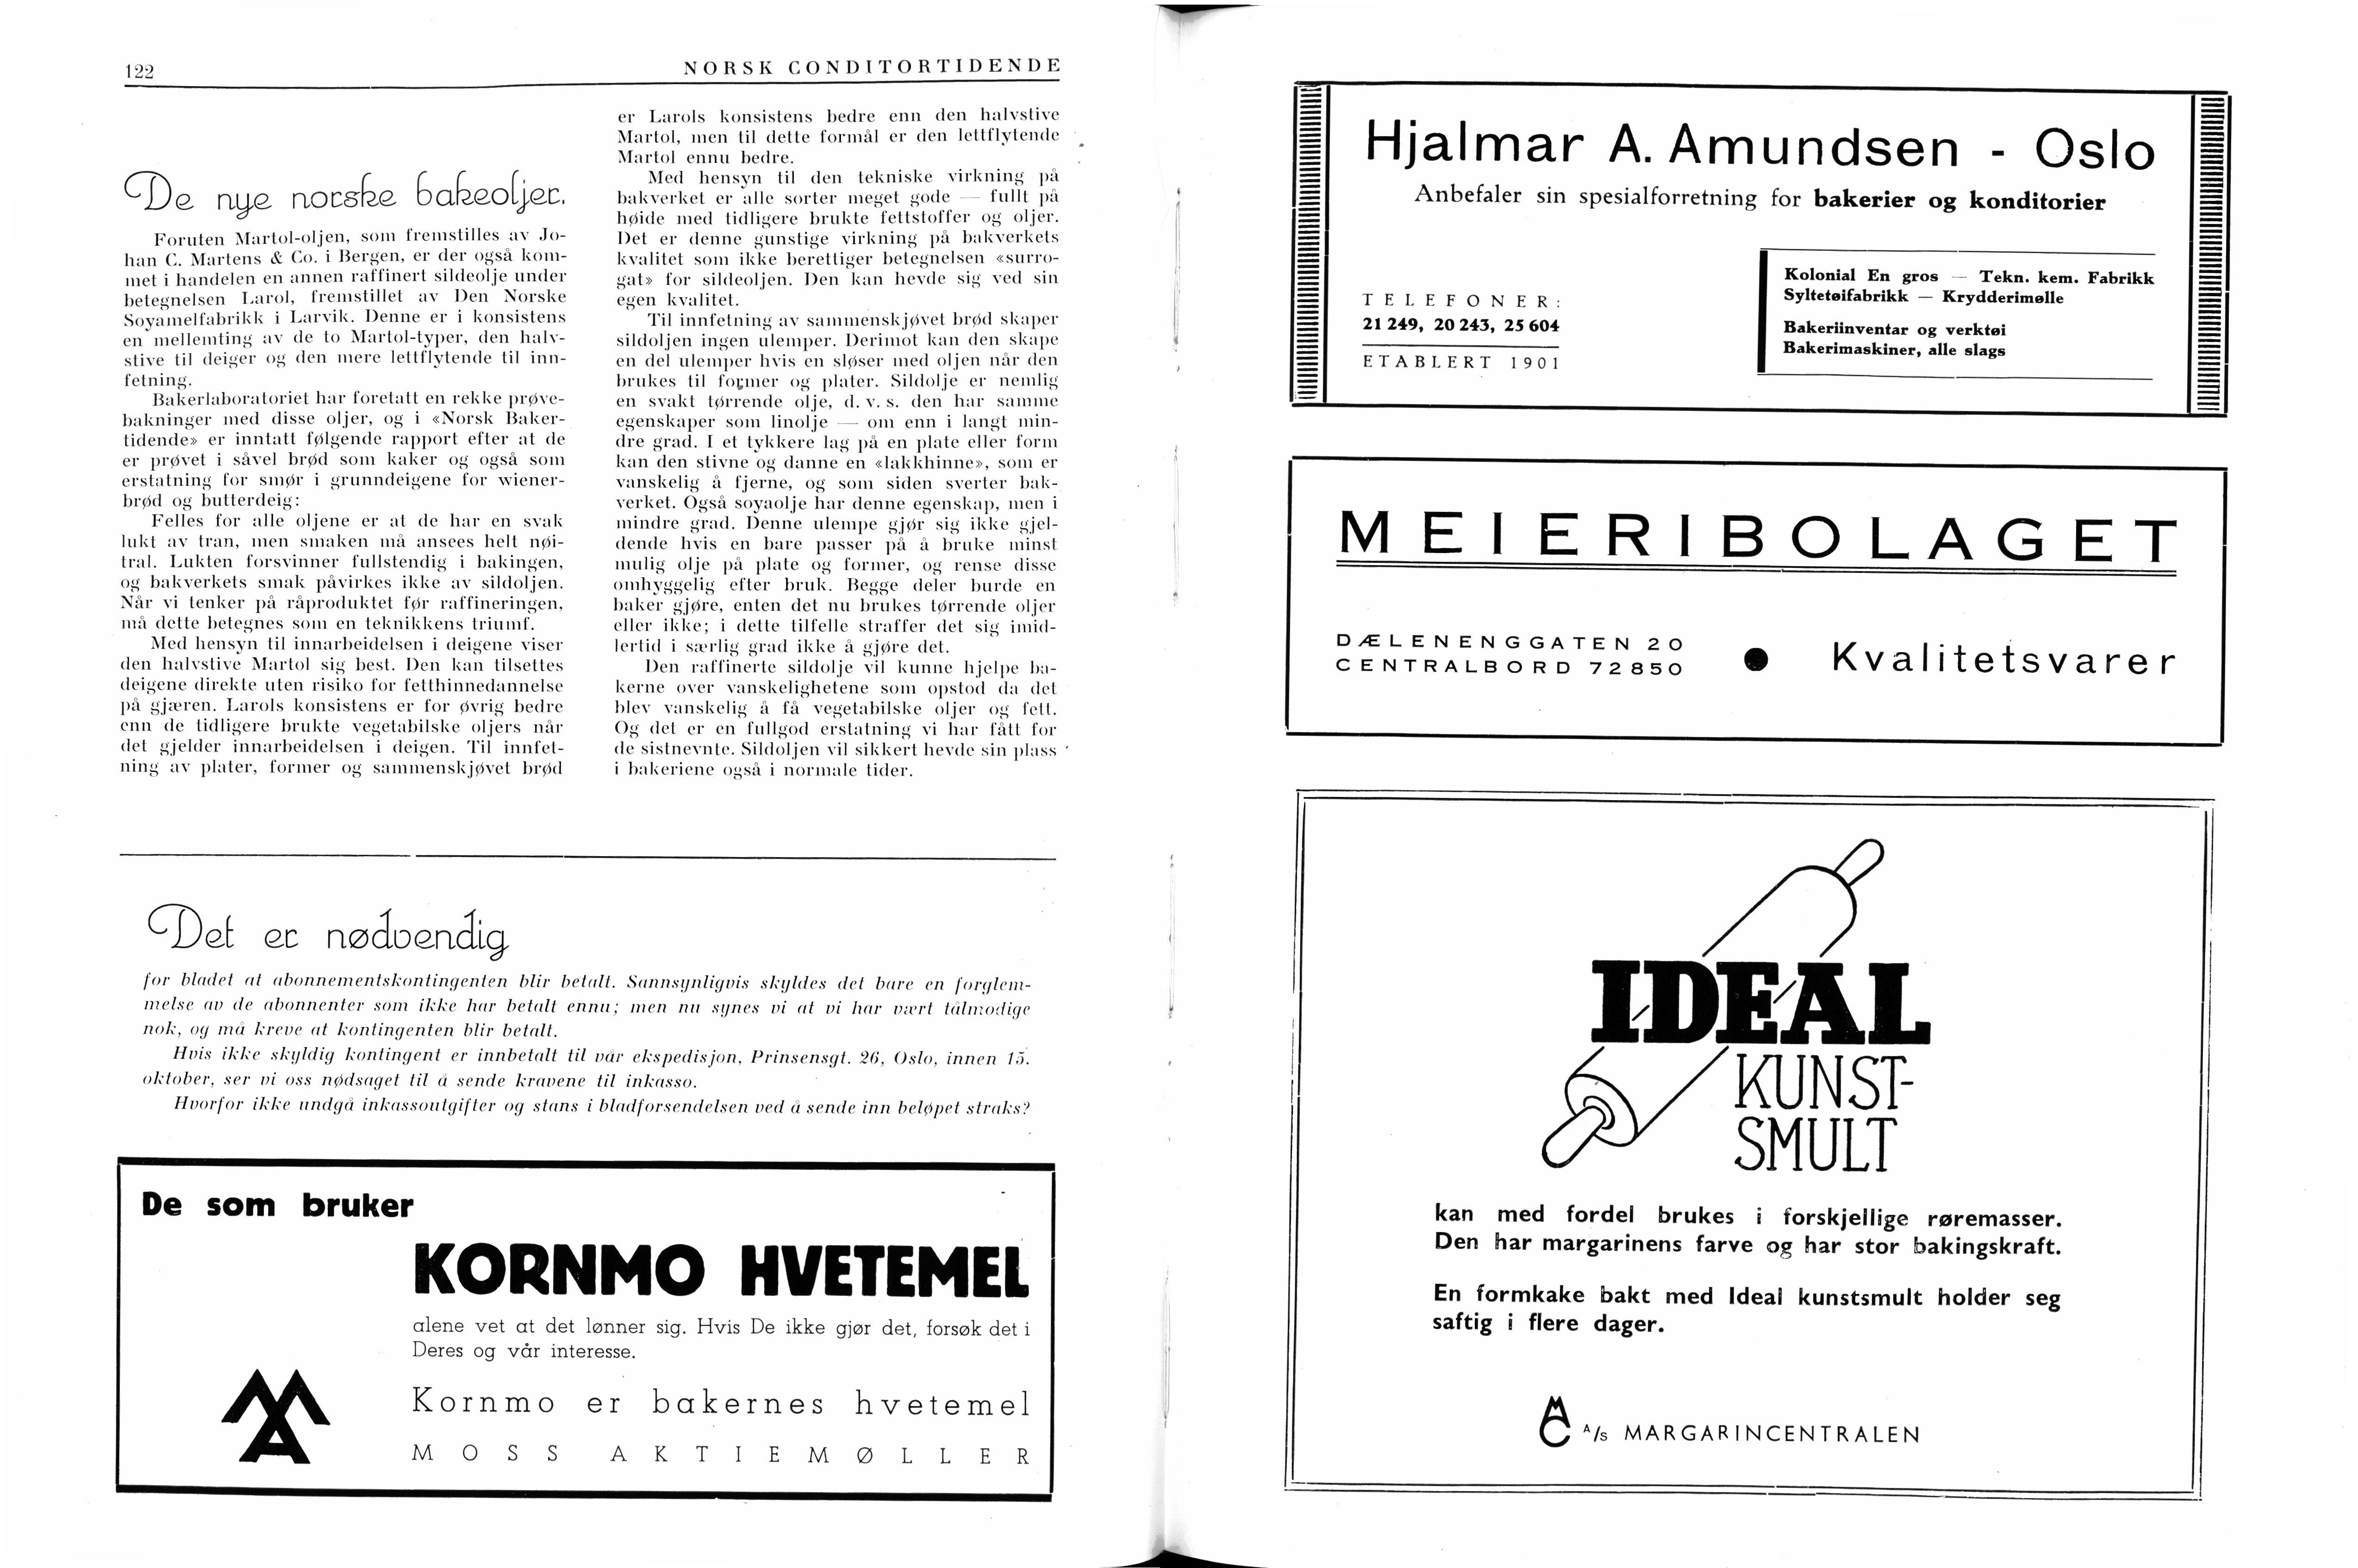 122
NORSK CONDITORTIDENDE
De nye norske bakeoljer.
Foruten Martol-oljen, som fremstilles av Jo-
han C. Martens & Co. i Bergen, er der også kom-
met i handelen en annen raffinert sildeolje under
betegnelsen Larol, fremstillet av Den Norske
Soyamelfabrikk i Larvik. Denne er i konsistens
en mellemting av de to Martol-typer, den halv-
stive til deiger og den mere lettflytende til inn-
fetning.
Bakerlaboratoriet har foretatt en rekke prøve-
bakninger med disse oljer, og i «Norsk Baker-
tidende» er inntatt følgende rapport efter at de
er prøvet i såvel brød som kaker og også som
erstatning for smør i grunndeigene for wiener-
brød og butterdeig:
Felles for alle oljene er at de har en svak
lukt av tran, men smaken må ansees helt nøi-
tral. Lukten forsvinner fullstendig i bakingen,
og bakverkets smak påvirkes ikke av sildoljen.
Når vi tenker på råproduktet før raffineringen,
må dette betegnes som en teknikkens triumf.
Med hensyn til innarbeidelsen i deigene viser
den halvstive Martol sig best. Den kan tilsettes
deigene direkte uten risiko for fetthinnedannelse
på gjæren. Larols konsistens er for øvrig bedre
enn de tidligere brukte vegetabilske oljers når
det gjelder innarbeidelsen i deigen. Til innfet-
ning av plater, former og sammenskjøvet brød
er Larols konsistens bedre enn den halvstive
Martol, men til dette formål er den lettflytende
Martol ennu bedre.
Med hensyn til den tekniske virkning på
bakverket er alle sorter meget gode — fullt på
høide med tidligere brukte fettstoffer og oljer.
Det er denne gunstige virkning på bakverkets
kvalitet som ikke berettiger betegnelsen «surro-
gat» for sildeoljen. Den kan hevde sig ved sin
egen kvalitet.
Til innfetning av sammenskjøvet brød skaper
sildoljen ingen ulemper. Derimot kan den skape
en del ulemper hvis en sløser med oljen når den
brukes til former og plater. Sildolje er nemlig
en svakt tørrende olje, d. v. s. den har samme
egenskaper som linolje — om enn i langt min-
dre grad. I et tykkere lag på en plate eller form
kan den stivne og danne en «lakkhinne», som er
vanskelig å fjerne, og som siden sverter bak-
verket. Også soyaolje har denne egenskap, men i
mindre grad. Denne ulempe gjør sig ikke gjel-
dende hvis en bare passer på å bruke minst
mulig olje på plate og former, og rense disse
omhyggelig efter bruk. Begge deler burde en
baker gjøre, enten det nu brukes tørrende oljer
eller ikke; i dette tilfelle straffer det sig imid-
lertid i særlig grad ikke å gjøre det.
Den raffinerte sildolje vil kunne hjelpe ba-
kerne over vanskelighetene som opstod da det
blev vanskelig å få vegetabilske oljer og fett.
Og det er en fullgod erstatning vi har fått for
de sistnevnte. Sildoljen vil sikkert hevde sin plass
i bakeriene også i normale tider.
Det er nødvendig
for bladet at abonnementskontingenten blir betalt. Sannsynligvis skyldes det bare en forglem-
melse av de abonnenter som ikke har betalt ennu; men nu synes vi at vi har vært tålmodige
nok, og må kreve at kontingenten blir betalt.
Hvis ikke skyldig kontingent er innbetalt til vår ekspedisjon, Prinsensgt. 26, Oslo, innen 15.
oktober, ser vi oss nødsaget til å sende kravene til inkasso.
Hvorfor ikke undgå inkassoutgifter og stans i bladforsendelsen ved å sende inn beløpet straks?
De som bruker
KORNMO HVETEMEL
alene vet at det lønner sig. Hvis De ikke gjør det, forsøk det i
Deres og vår interesse.
Kornmo er bakernes hvetemel
MOSS AKTIEMØLLER
Hjalmar A. Amundsen - Oslo
Anbefaler sin spesialforretning for bakerier og konditorier
TELEFONER:
21 249, 20 243, 25 604
ETABLERT 1901
Kolonial En gros — Tekn. kem. Fabrikk
Syltetøifabrikk — Krydderimølle
Bakeriinventar og verktøi
Bakerimaskiner, alle slags
MEIERIBOLAGET
DÆLENENGGATEN 20
CENTRALBORD 72850
● Kvalitetsvarer
IDEAL
KUNST-
SMULT
kan med fordel brukes i forskjellige røremasser.
Den har margarinens farve og har stor bakingskraft.
En formkake bakt med Ideal kunstsmult holder seg
saftig i flere dager.
A/s MARGARINCENTRALEN